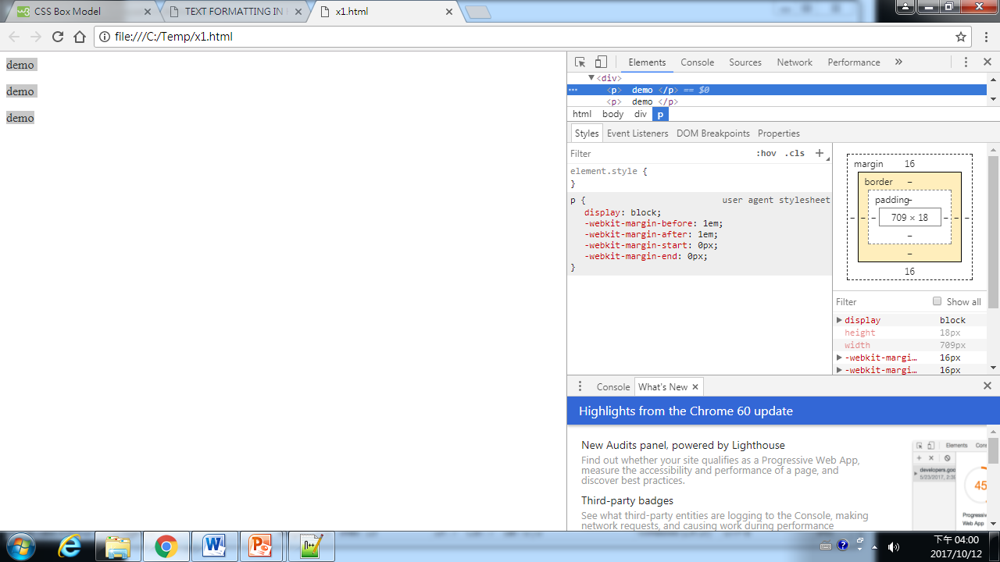 CSS Box Model
TEXT FORMATTING IN
x1.html
file:///C:/Temp/x1.html
demo
demo
demo
Elements Console Sources Network Performance »
▼<div>
••• <p> demo </p> == $0
<p> demo </p>
html body div p
Styles Event Listeners DOM Breakpoints Properties
Filter :hov .cls +
element.style {
}
p { user agent stylesheet
display: block;
-webkit-margin-before: 1em;
-webkit-margin-after: 1em;
-webkit-margin-start: 0px;
-webkit-margin-end: 0px;
}
margin 16
border –
padding –
– – – 709 × 18 – – –
–
–
16
Filter Show all
display block
height 18px
width 709px
-webkit-margi… 16px
-webkit-margi… 16px
Console What's New ×
Highlights from the Chrome 60 update
New Audits panel, powered by Lighthouse
Find out whether your site qualifies as a Progressive Web App,
measure the accessibility and performance of a page, and
discover best practices.
Third-party badges
See what third-party entities are logging to the Console, making
network requests, and causing work during performance
Elements
developers.goo
5/23/2017, 2:39
45
Progressive
Web App
下午 04:00
2017/10/12